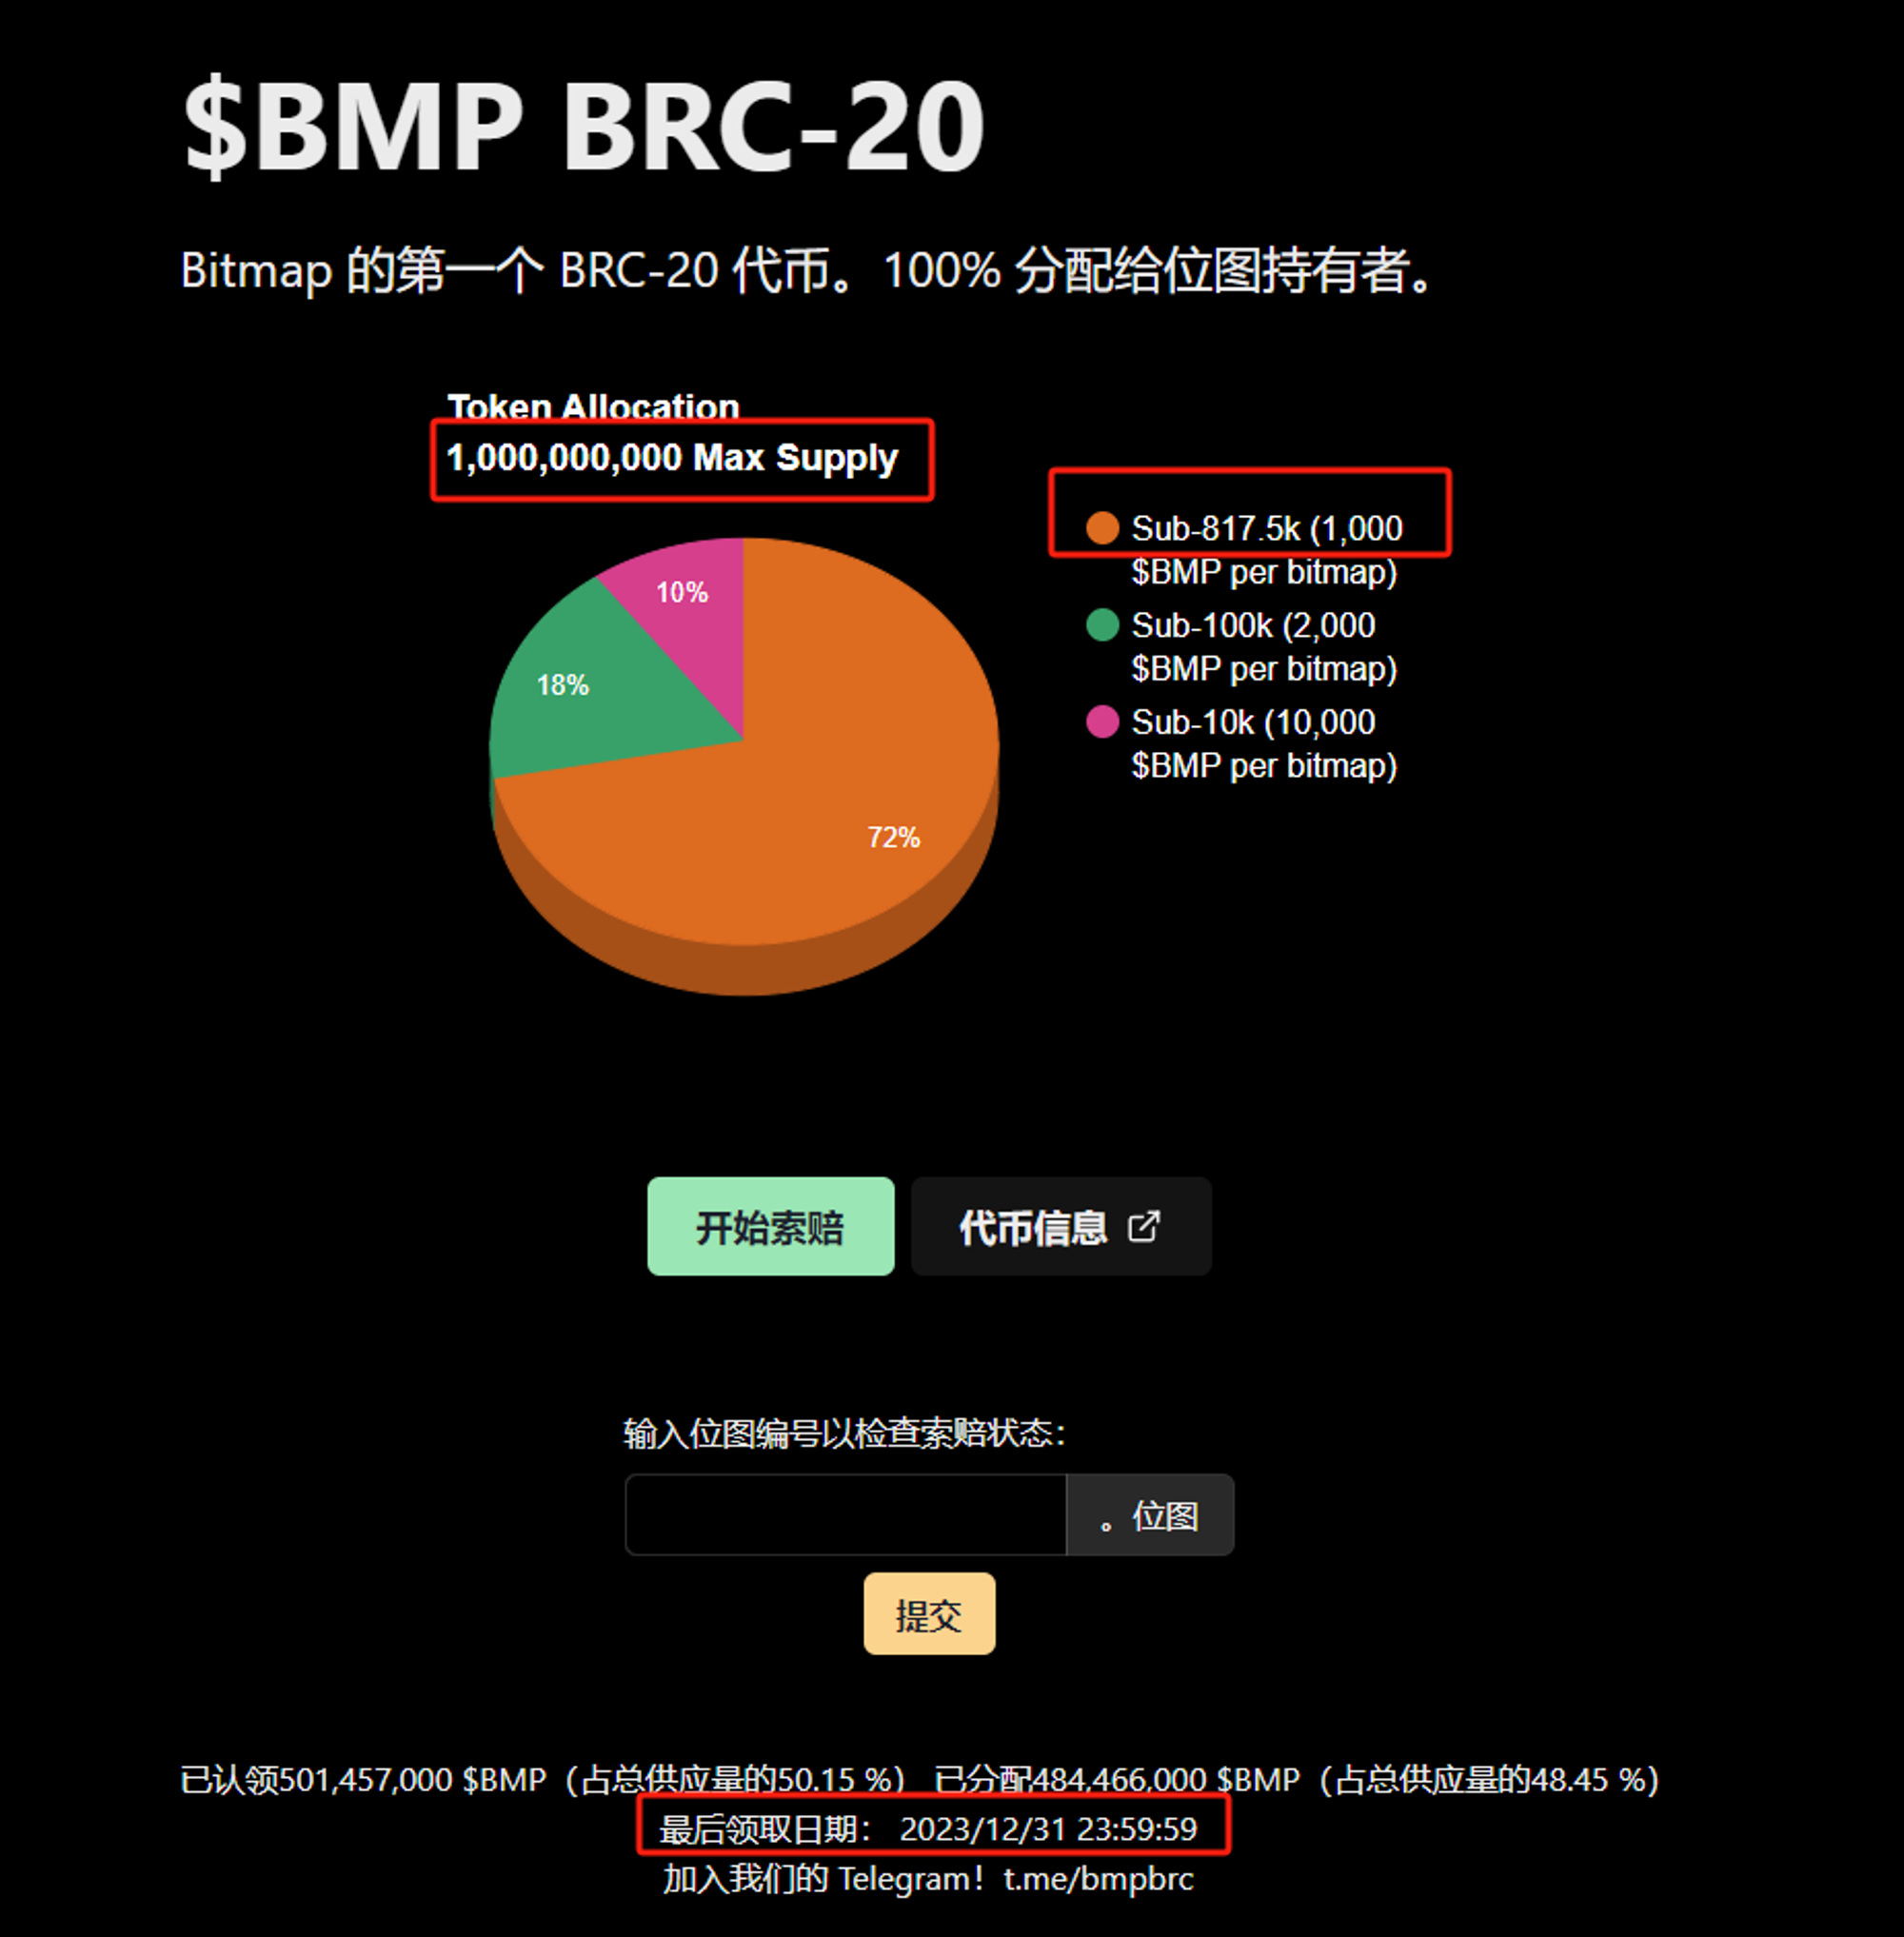 $BMP BRC-20
Bitmap 的第一个 BRC-20 代币。100% 分配给位图持有者。
Token Allocation
1,000,000,000 Max Supply
10%
18%
72%
Sub-817.5k (1,000
$BMP per bitmap)
Sub-100k (2,000
$BMP per bitmap)
Sub-10k (10,000
$BMP per bitmap)
开始索赔
代币信息
输入位图编号以检查索赔状态：
。位图
提交
已认领501,457,000 $BMP（占总供应量的50.15 %） 已分配484,466,000 $BMP（占总供应量的48.45 %）
最后领取日期： 2023/12/31 23:59:59
加入我们的 Telegram！t.me/bmpbrc